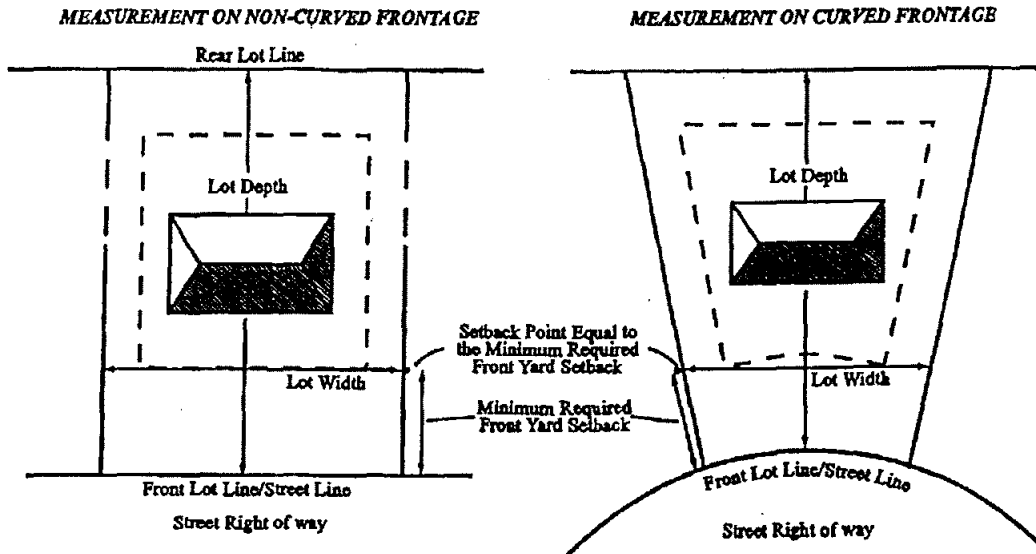 MEASUREMENT ON NON-CURVED FRONTAGE
Rear Lot Line
Lot Depth
Lot Width
Front Lot Line/Street Line
Street Right of way
Setback Point Equal to
the Minimum Required
Front Yard Setback
Minimum Required
Front Yard Setback
MEASUREMENT ON CURVED FRONTAGE
Lot Depth
Lot Width
Front Lot Line/Street Line
Street Right of way